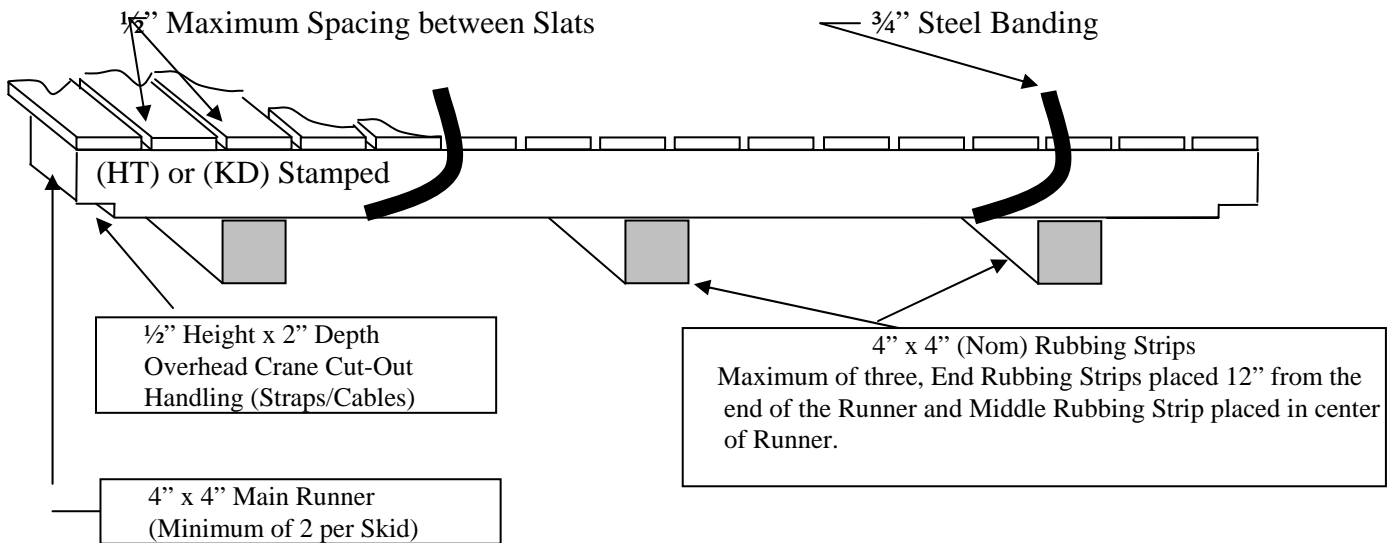 ½” Maximum Spacing between Slats
¾” Steel Banding
(HT) or (KD) Stamped
½” Height x 2” Depth
Overhead Crane Cut-Out
Handling (Straps/Cables)
4” x 4” (Nom) Rubbing Strips
Maximum of three, End Rubbing Strips placed 12” from the
end of the Runner and Middle Rubbing Strip placed in center
of Runner.
4” x 4” Main Runner
(Minimum of 2 per Skid)